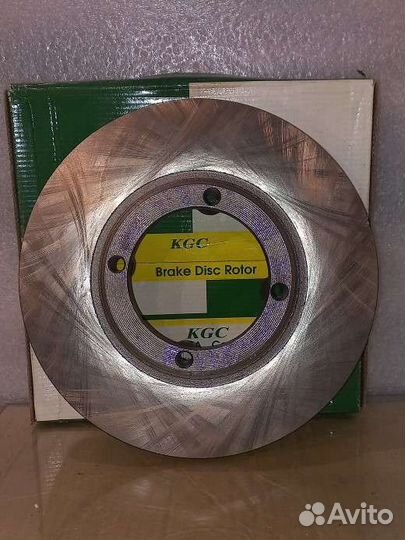 KGC
Brake Disc Rotor
KGC
Avito